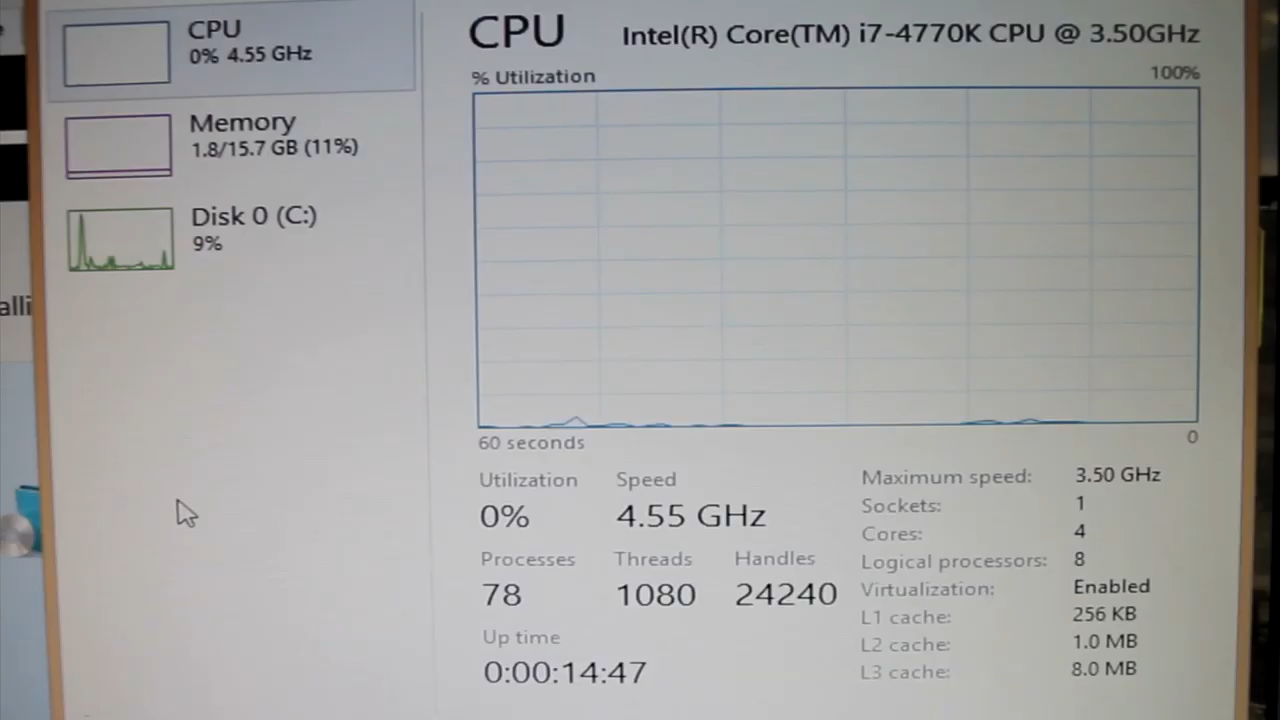 CPU
0% 4.55 GHz
Memory
1.8/15.7 GB (11%)
Disk 0 (C:)
9%
alli
CPU
Intel(R) Core(TM) i7-4770K CPU @ 3.50GHz
% Utilization
100%
60 seconds
0
Utilization
Speed
0%
4.55 GHz
Processes
Threads
Handles
78
1080
24240
Up time
0:00:14:47
Maximum speed: 3.50 GHz
Sockets: 1
Cores: 4
Logical processors: 8
Virtualization: Enabled
L1 cache: 256 KB
L2 cache: 1.0 MB
L3 cache: 8.0 MB